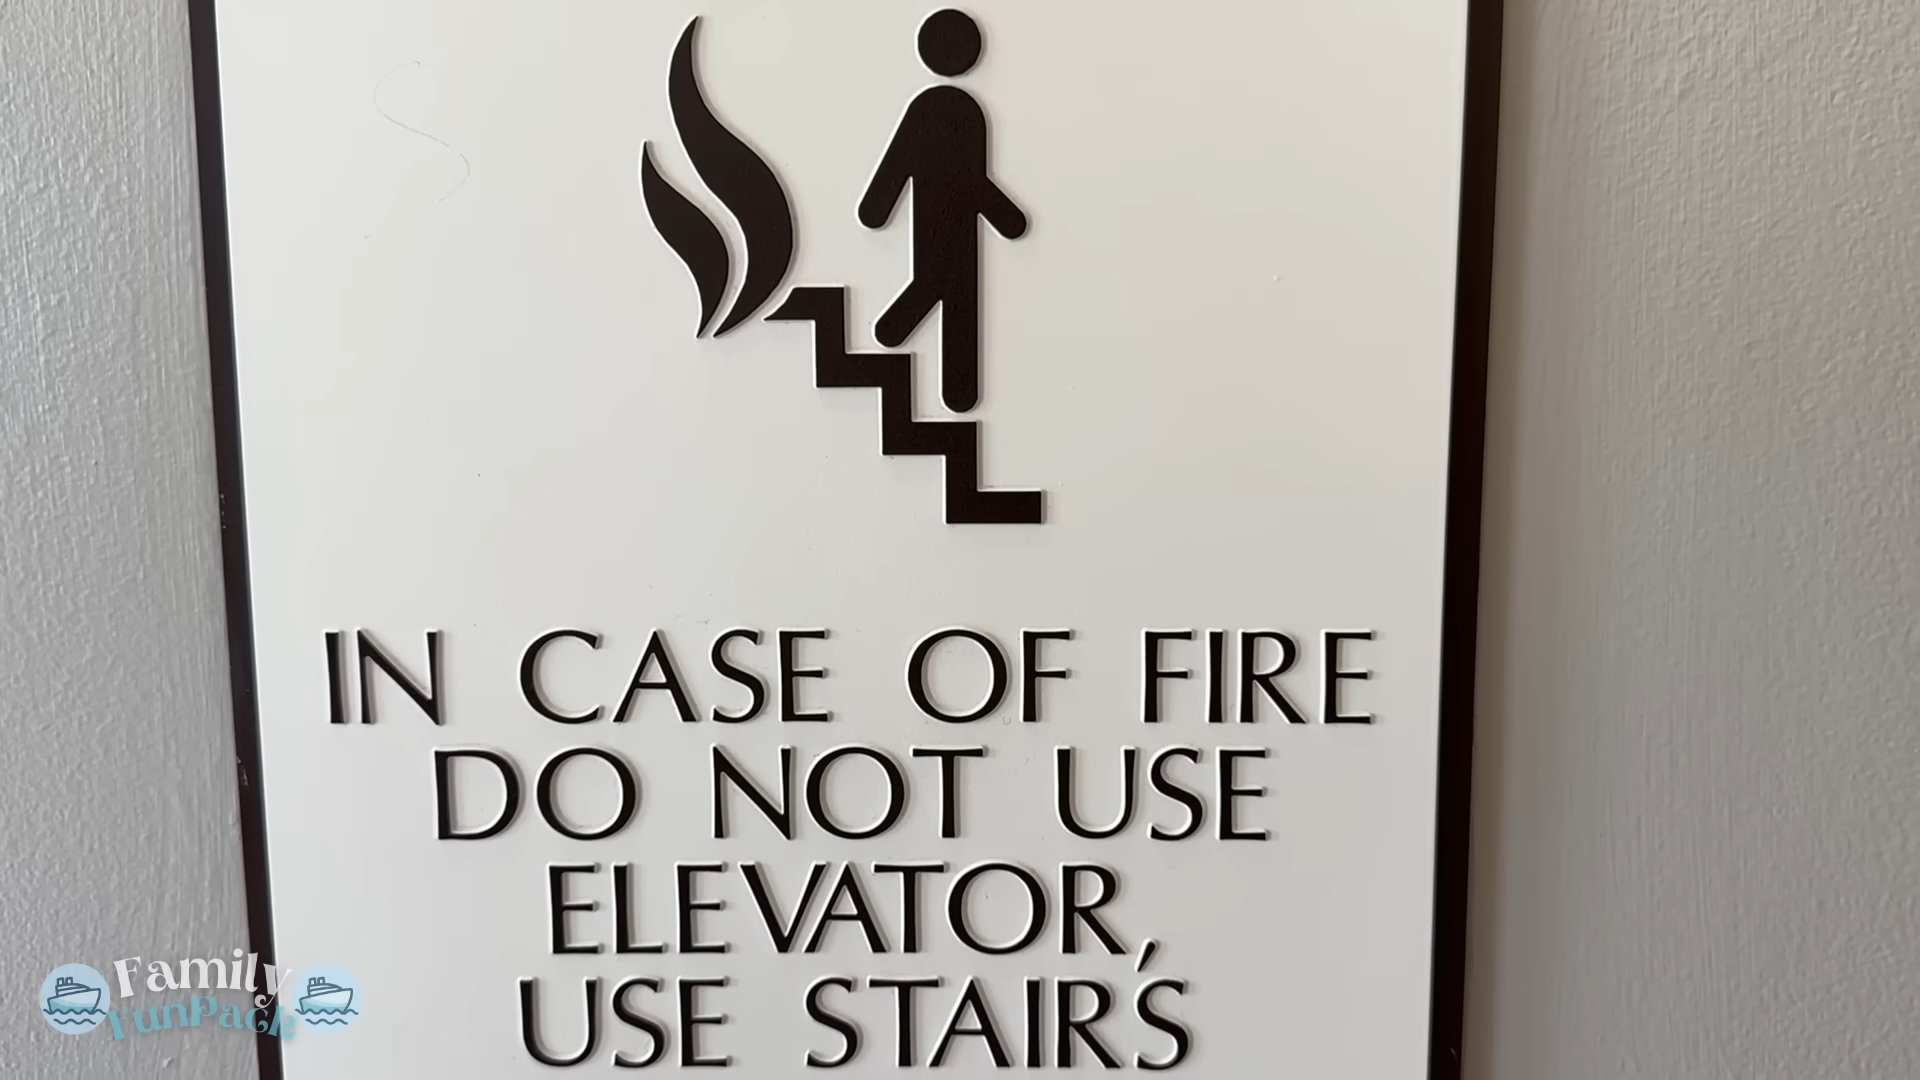 IN CASE OF FIRE
DO NOT USE
ELEVATOR,
USE STAIRS
Family
FunPack